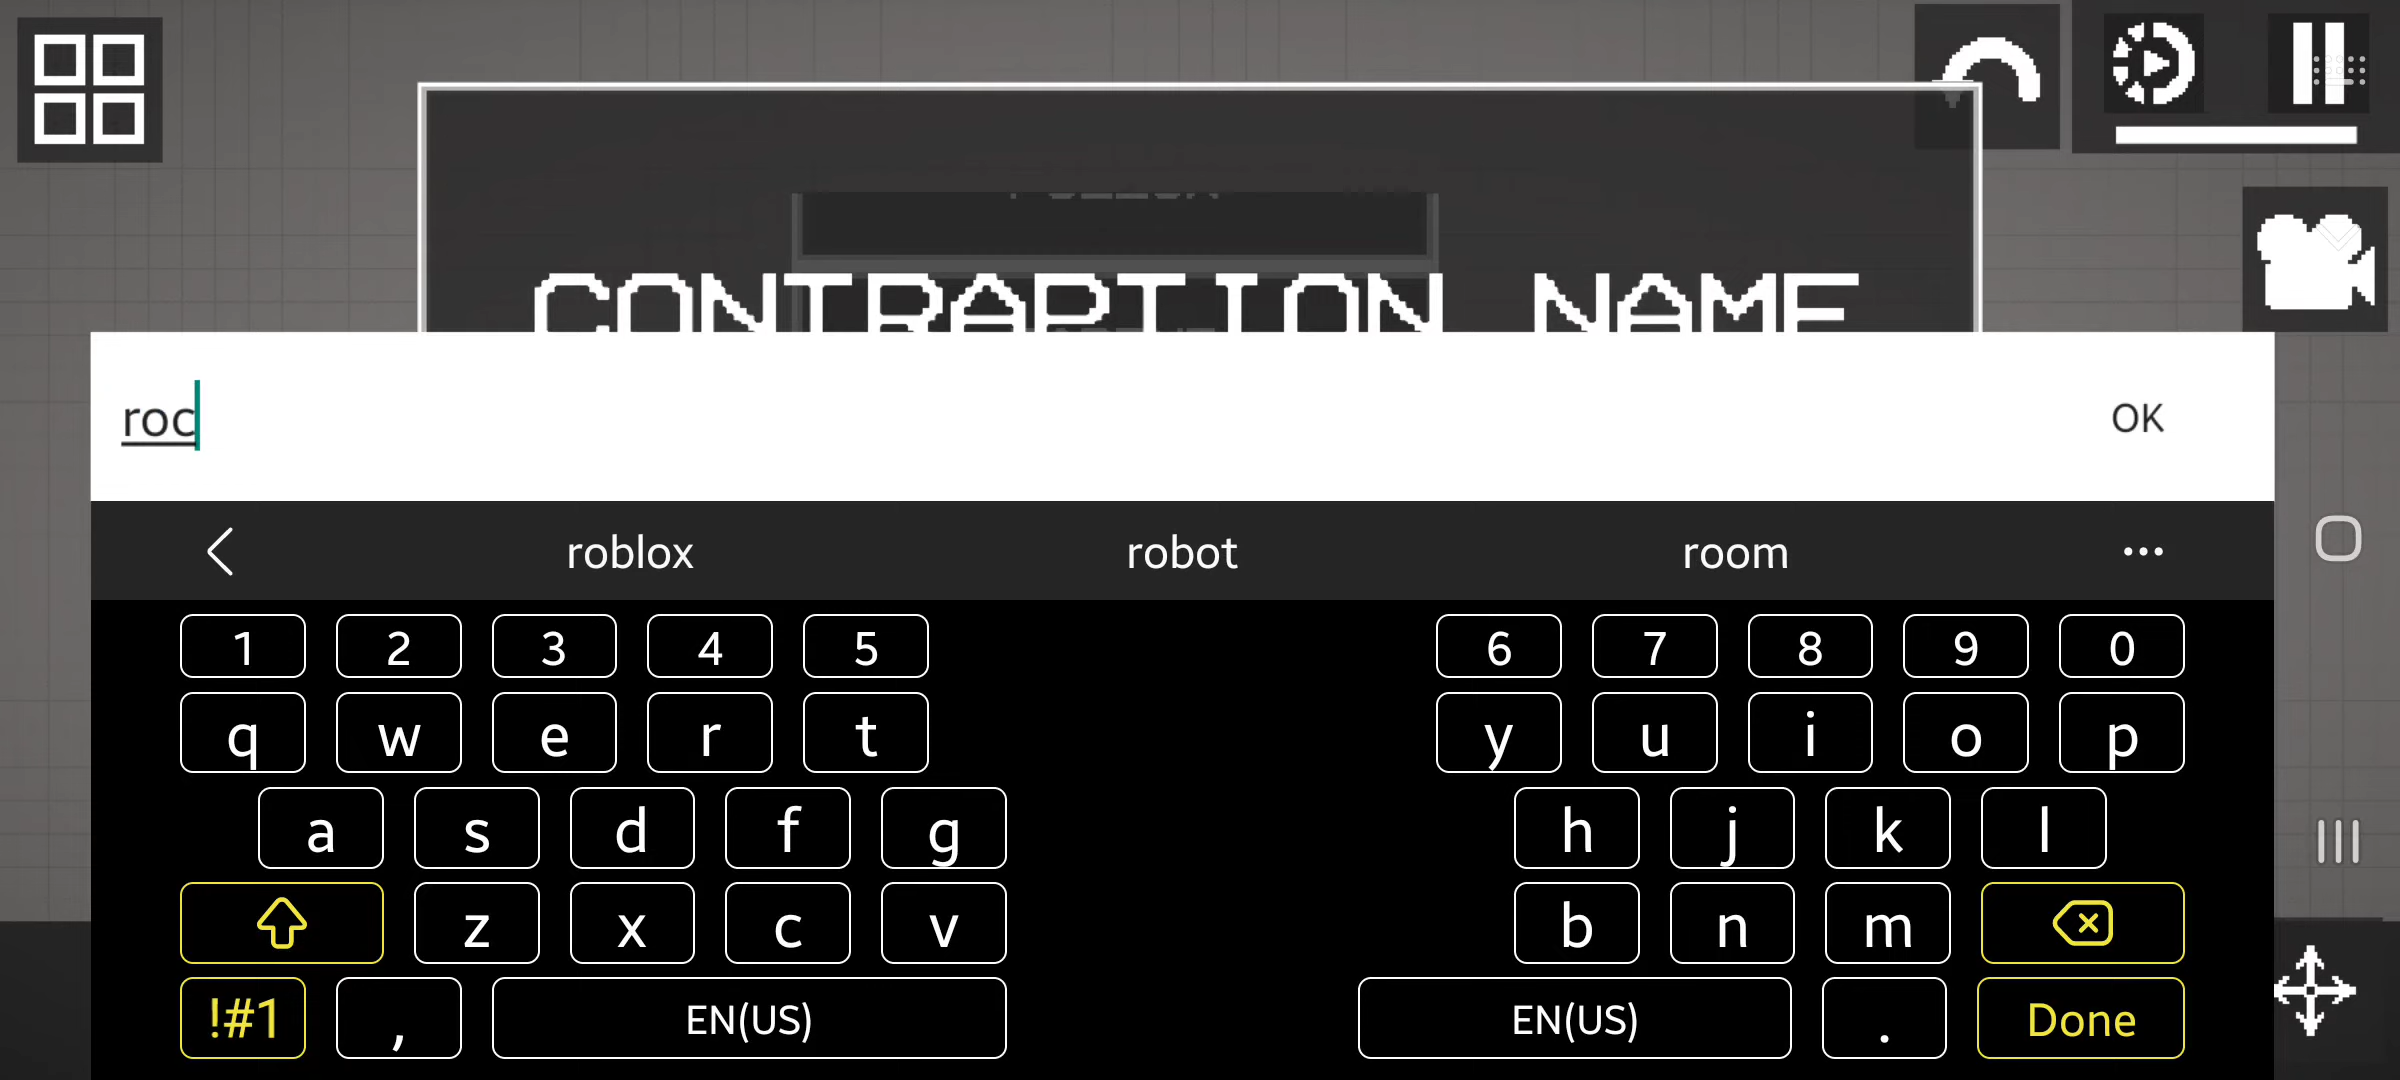 CONTRAPTION NAME
roc
OK
roblox robot room ...
1 2 3 4 5 6 7 8 9 0
q w e r t y u i o p
a s d f g h j k l
z x c v b n m
!#1 , EN(US) EN(US) . Done